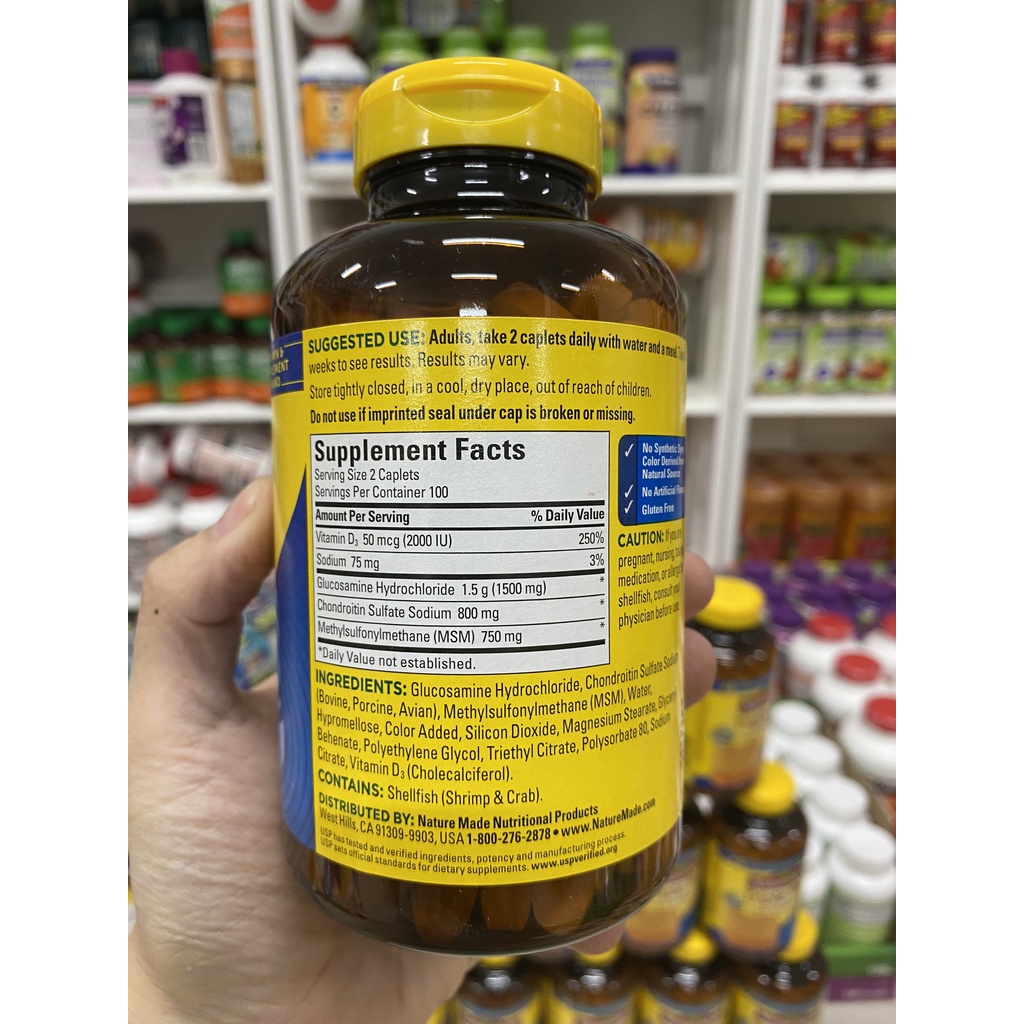 SUGGESTED USE: Adults, take 2 caplets daily with water and a meal.
weeks to see results. Results may vary.
Store tightly closed, in a cool, dry place, out of reach of children.
Do not use if imprinted seal under cap is broken or missing.
Supplement Facts
Serving Size 2 Caplets
Servings Per Container 100
Amount Per Serving % Daily Value
Vitamin D₃ 50 mcg (2000 IU) 250%
Sodium 75 mg 3%
Glucosamine Hydrochloride 1.5 g (1500 mg) *
Chondroitin Sulfate Sodium 800 mg *
Methylsulfonylmethane (MSM) 750 mg *
*Daily Value not established.
✓ No Synthetic
Color Derived
Natural Source
✓ No Artificial
✓ Gluten Free
CAUTION: If you are
pregnant, nursing,
medication, or
shellfish, consult
physician before
INGREDIENTS: Glucosamine Hydrochloride, Chondroitin Sulfate Sodium
(Bovine, Porcine, Avian), Methylsulfonylmethane (MSM), Water,
Hypromellose, Color Added, Silicon Dioxide, Magnesium Stearate, Glyceryl
Behenate, Polyethylene Glycol, Triethyl Citrate, Polysorbate 80, Sodium
Citrate, Vitamin D₃ (Cholecalciferol).
CONTAINS: Shellfish (Shrimp & Crab).
DISTRIBUTED BY: Nature Made Nutritional Products
West Hills, CA 91309-9903, USA 1-800-276-2878 • www.NatureMade.com
USP has tested and verified ingredients, potency and manufacturing process.
USP sets official standards for dietary supplements. www.uspverified.org